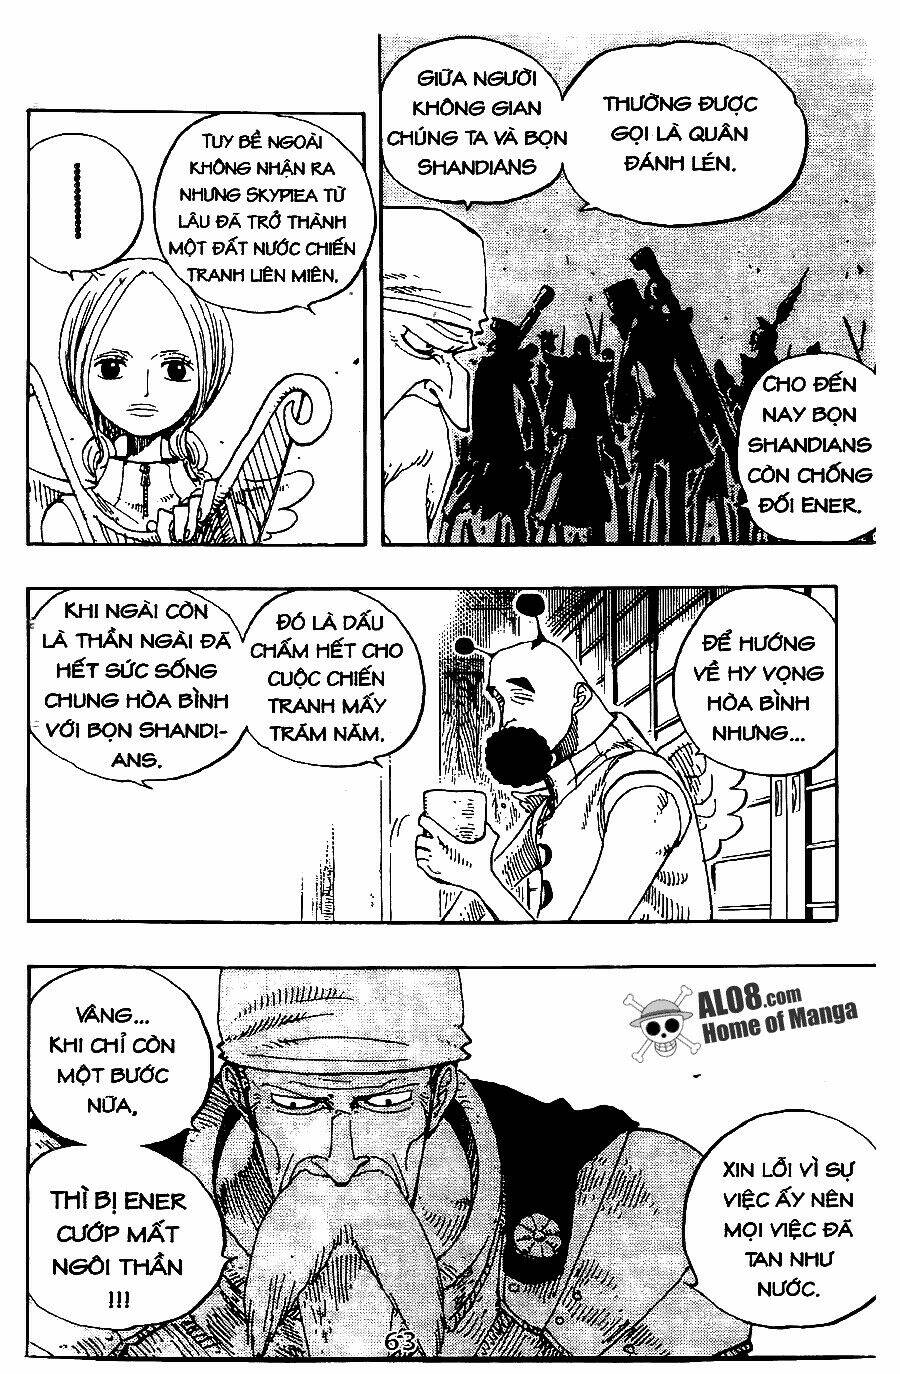 THƯỜNG ĐƯỢC
GỌI LÀ QUÂN
ĐÁNH LÉN.
GIỮA NGƯỜI
KHÔNG GIAN
CHÚNG TA VÀ BỌN
SHANDIANS
CHO ĐẾN
NAY BỌN
SHANDIANS
CÒN CHỐNG
ĐỐI ENER.
TUY BỀ NGOÀI
KHÔNG NHẬN RA
NHƯNG SKYPIEA TỪ
LÂU ĐÃ TRỞ THÀNH
MỘT ĐẤT NƯỚC CHIẾN
TRANH LIÊN MIÊN.
ĐỂ HƯỚNG
VỀ HY VỌNG
HÒA BÌNH
NHƯNG...
ĐÓ LÀ DẤU
CHẤM HẾT CHO
CUỘC CHIẾN
TRANH MẤY
TRĂM NĂM.
KHI NGÀI CÒN
LÀ THẦN NGÀI ĐÃ
HẾT SỨC SỐNG
CHUNG HÒA BÌNH
VỚI BỌN SHANDI-
ANS.
AL08.com
Home of Manga
XIN LỖI VÌ SỰ
VIỆC ẤY NÊN
MỌI VIỆC ĐÃ
TAN NHƯ
NƯỚC.
VÂNG...
KHI CHỈ CÒN
MỘT BƯỚC
NỮA,
THÌ BỊ ENER
CƯỚP MẤT
NGÔI THẦN
!!!
63